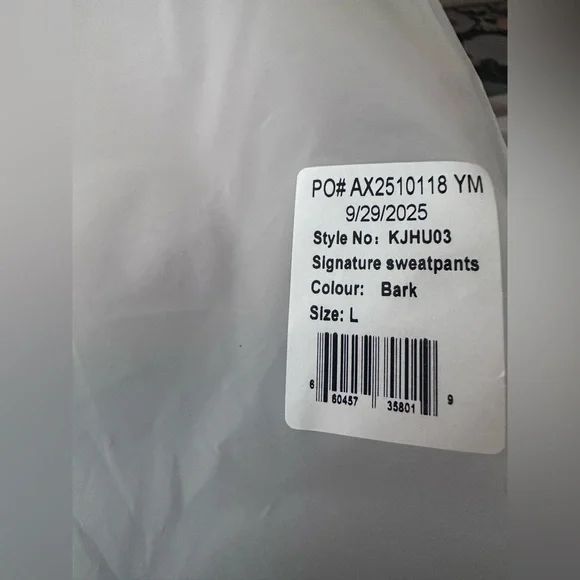 PO# AX2510118 YM
9/29/2025
Style No: KJHU03
Signature sweatpants
Colour: Bark
Size: L
6 60457 35801 9